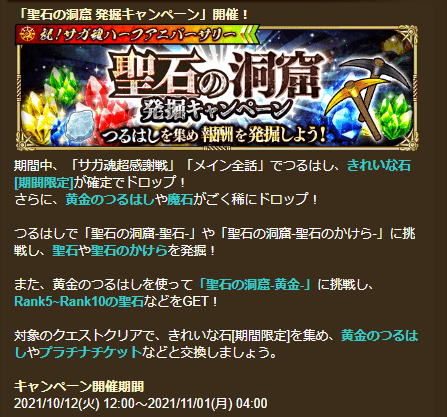 「聖石の洞窟 発掘キャンペーン」開催！
祝！サガ魂ハーフアニバーサリー
聖石の洞窟
発掘キャンペーン
つるはしを集め 報酬を発掘しよう！
期間中、「サガ魂超感謝戦」「メイン全話」でつるはし、きれいな石
[期間限定]が確定でドロップ！
さらに、黄金のつるはしや魔石がごく稀にドロップ！
つるはしで「聖石の洞窟-聖石-」や「聖石の洞窟-聖石のかけら-」に挑
戦し、聖石や聖石のかけらを発掘！
また、黄金のつるはしを使って「聖石の洞窟-黄金-」に挑戦し、
Rank5~Rank10の聖石などをGET！
対象のクエストクリアで、きれいな石[期間限定]を集め、黄金のつるは
しやプラチナチケットなどと交換しましょう。
キャンペーン開催期間
2021/10/12(火) 12:00～2021/11/01(月) 04:00